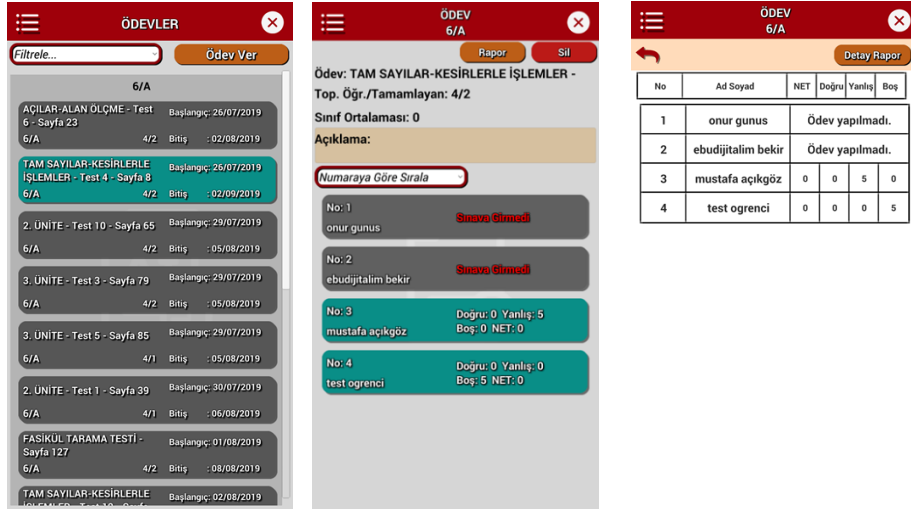 ÖDEVLER
Filtrele...
Ödev Ver
6/A
AÇILAR-ALAN ÖLÇME - Test
6 - Sayfa 23
Başlangıç: 26/07/2019
6/A 4/2 Bitiş : 02/08/2019
TAM SAYILAR-KESİRLERLE
İŞLEMLER - Test 4 - Sayfa 8
Başlangıç: 26/07/2019
6/A 4/2 Bitiş : 02/09/2019
2. ÜNİTE - Test 10 - Sayfa 65 Başlangıç: 29/07/2019
6/A 4/2 Bitiş : 05/08/2019
3. ÜNİTE - Test 3 - Sayfa 79 Başlangıç: 29/07/2019
6/A 4/2 Bitiş : 05/08/2019
3. ÜNİTE - Test 5 - Sayfa 85 Başlangıç: 29/07/2019
6/A 4/1 Bitiş : 05/08/2019
2. ÜNİTE - Test 1 - Sayfa 39 Başlangıç: 30/07/2019
6/A 4/1 Bitiş : 06/08/2019
FASİKÜL TARAMA TESTİ -
Sayfa 127
Başlangıç: 01/08/2019
6/A 4/2 Bitiş : 08/08/2019
TAM SAYILAR-KESİRLERLE
Başlangıç: 02/08/2019
ÖDEV
6/A
Rapor Sil
Ödev: TAM SAYILAR-KESİRLERLE İŞLEMLER -
Top. Öğr./Tamamlayan: 4/2
Sınıf Ortalaması: 0
Açıklama:
Numaraya Göre Sırala
No: 1
onur gunus
Sınava Girmedi
No: 2
ebudijitalim bekir
Sınava Girmedi
No: 3
mustafa açıkgöz
Doğru: 0 Yanlış: 5
Boş: 0 NET: 0
No: 4
test ogrenci
Doğru: 0 Yanlış: 0
Boş: 5 NET: 0
ÖDEV
6/A
Detay Rapor
No Ad Soyad NET Doğru Yanlış Boş
1 onur gunus Ödev yapılmadı.
2 ebudijitalim bekir Ödev yapılmadı.
3 mustafa açıkgöz 0 0 5 0
4 test ogrenci 0 0 0 5